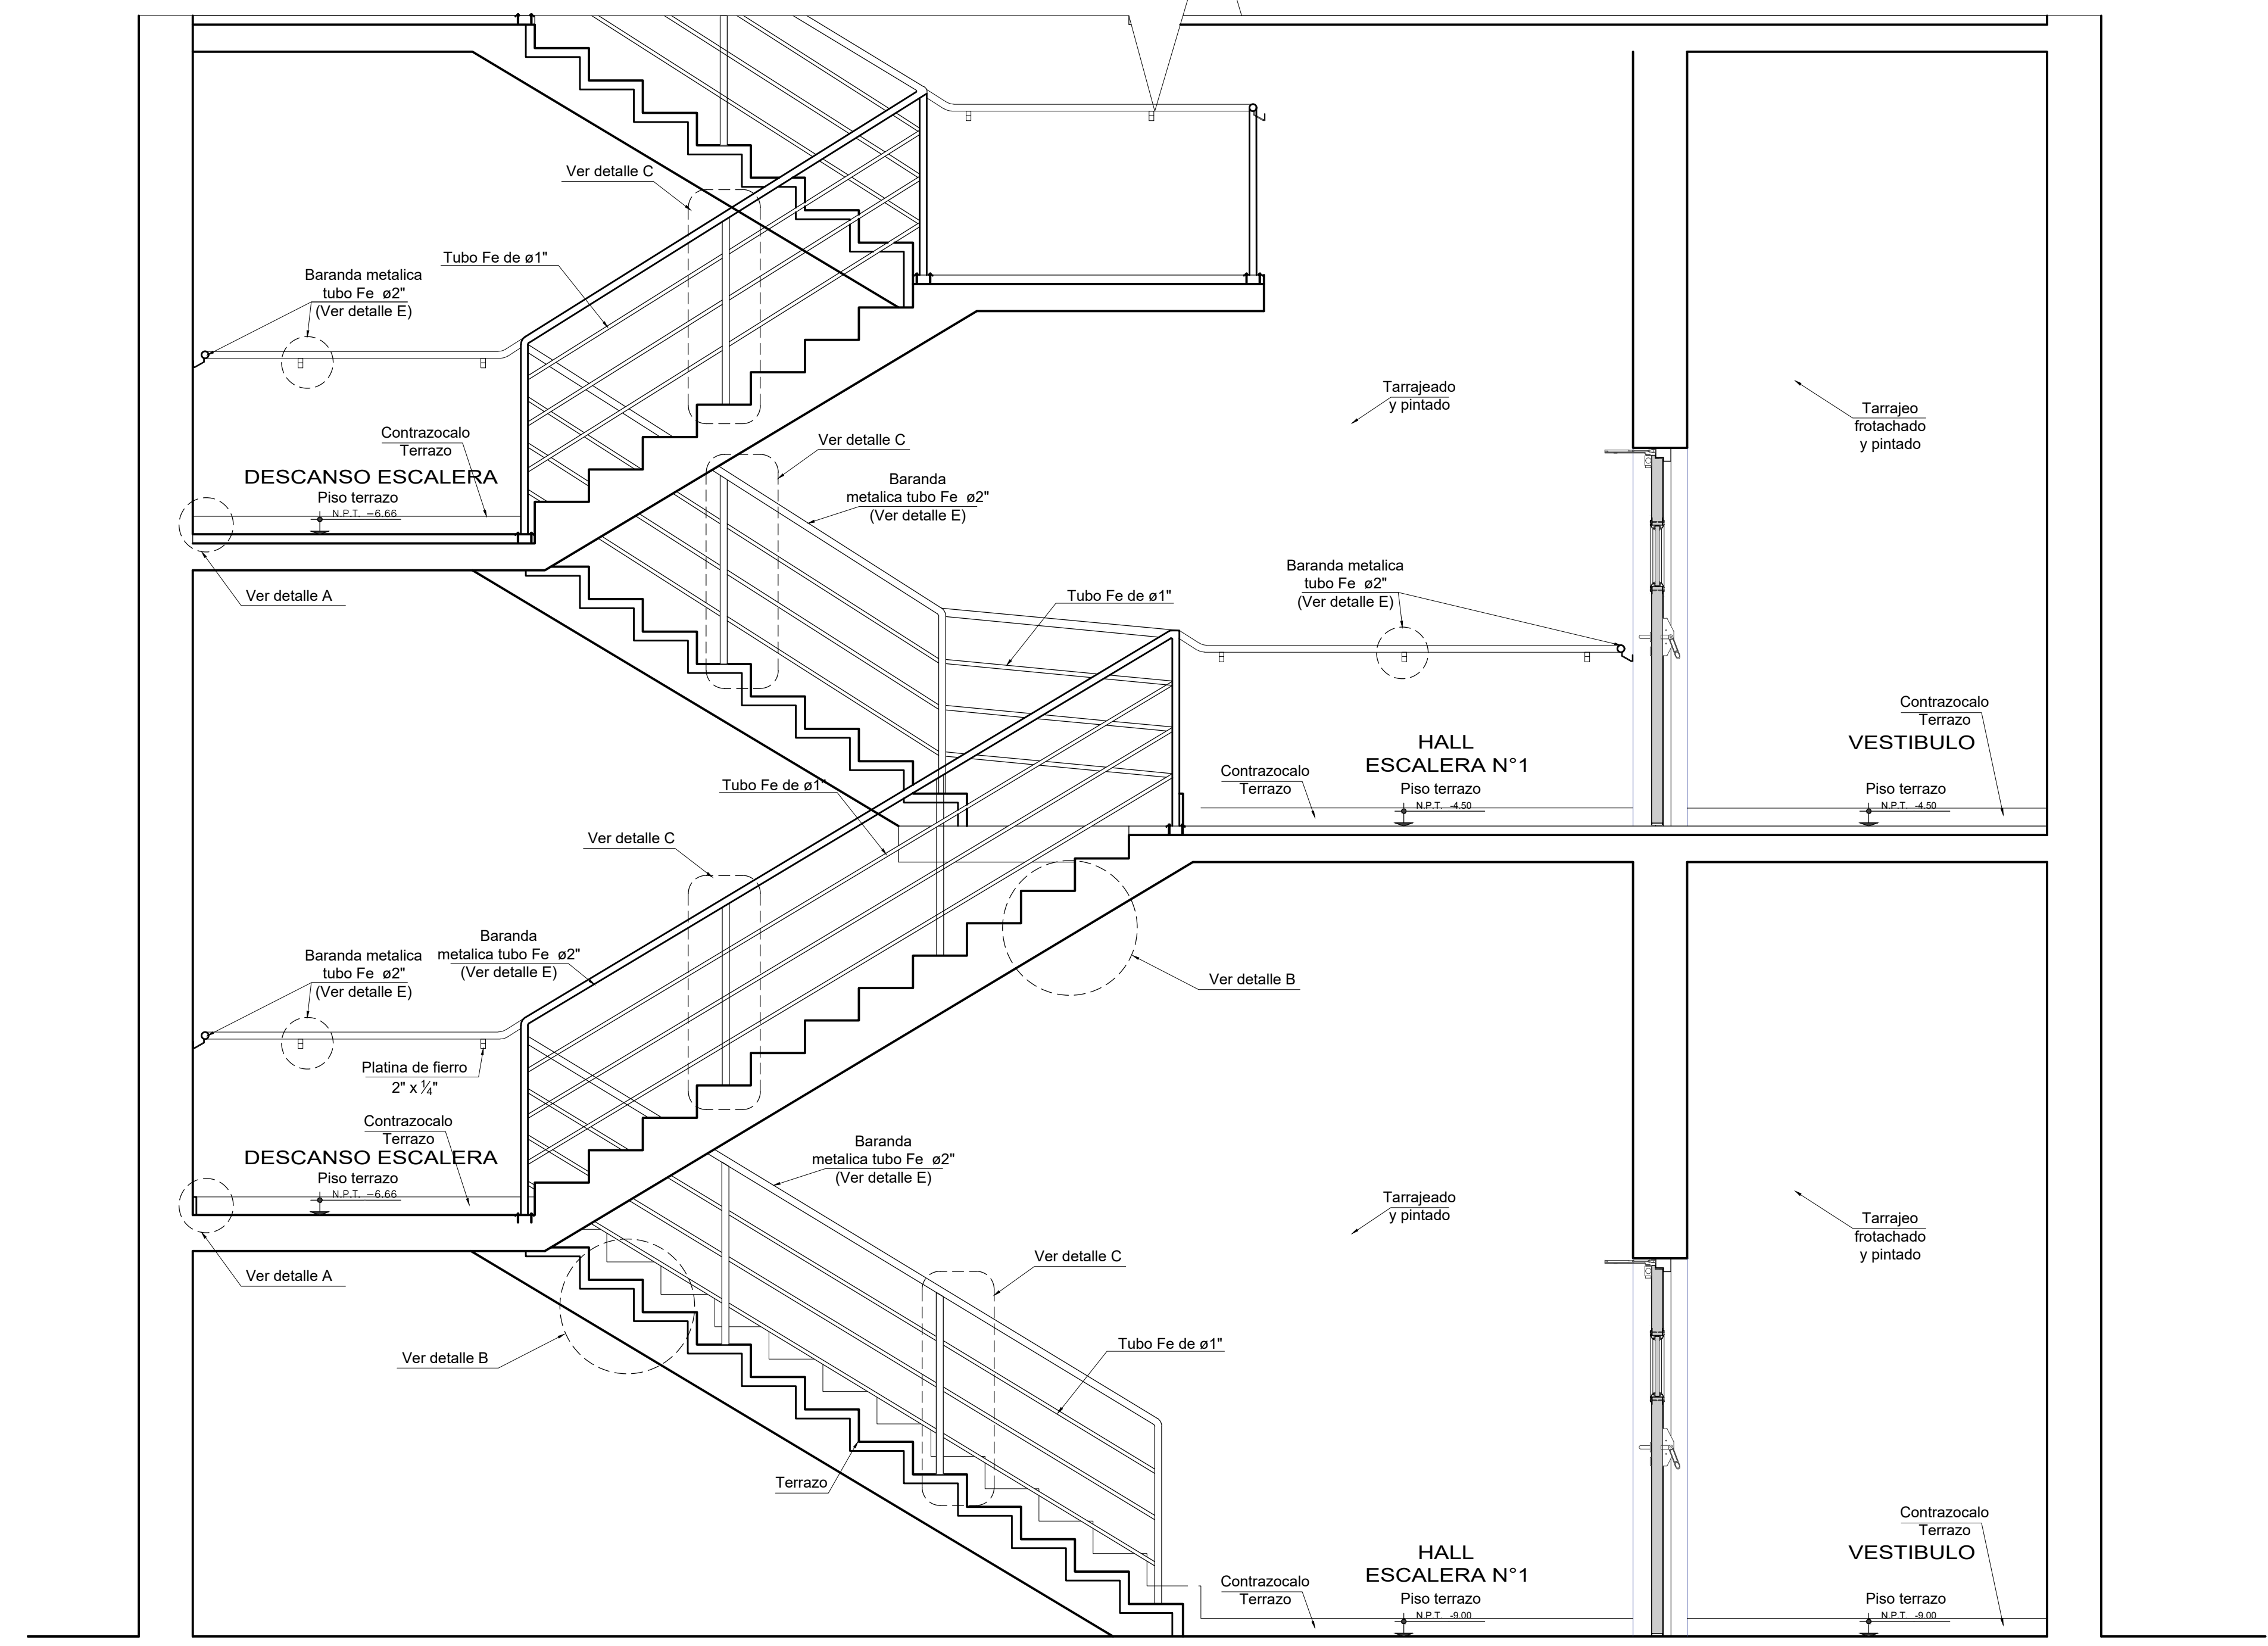 Ver detalle C
Tubo Fe de ø1"
Baranda metalica
tubo Fe ø2"
(Ver detalle E)
Tarrajeado
y pintado
Tarrajeo
frotachado
y pintado
Contrazocalo
Terrazo
DESCANSO ESCALERA
Piso terrazo
N.P.T. -6.66
Ver detalle C
Baranda
metalica tubo Fe ø2"
(Ver detalle E)
Ver detalle A
Tubo Fe de ø1"
Baranda metalica
tubo Fe ø2"
(Ver detalle E)
Contrazocalo
Terrazo
VESTIBULO
Piso terrazo
N.P.T. -4.50
HALL
ESCALERA N°1
Piso terrazo
N.P.T. -4.50
Contrazocalo
Terrazo
Tubo Fe de ø1"
Ver detalle C
Baranda
metalica tubo Fe ø2"
(Ver detalle E)
Baranda metalica
tubo Fe ø2"
(Ver detalle E)
Ver detalle B
Platina de fierro
2" x 1/4"
Contrazocalo
Terrazo
DESCANSO ESCALERA
Piso terrazo
N.P.T. -6.66
Baranda
metalica tubo Fe ø2"
(Ver detalle E)
Tarrajeado
y pintado
Tarrajeo
frotachado
y pintado
Ver detalle A
Ver detalle C
Ver detalle B
Tubo Fe de ø1"
Terrazo
Contrazocalo
Terrazo
HALL
ESCALERA N°1
Piso terrazo
N.P.T. -9.00
Contrazocalo
Terrazo
VESTIBULO
Piso terrazo
N.P.T. -9.00